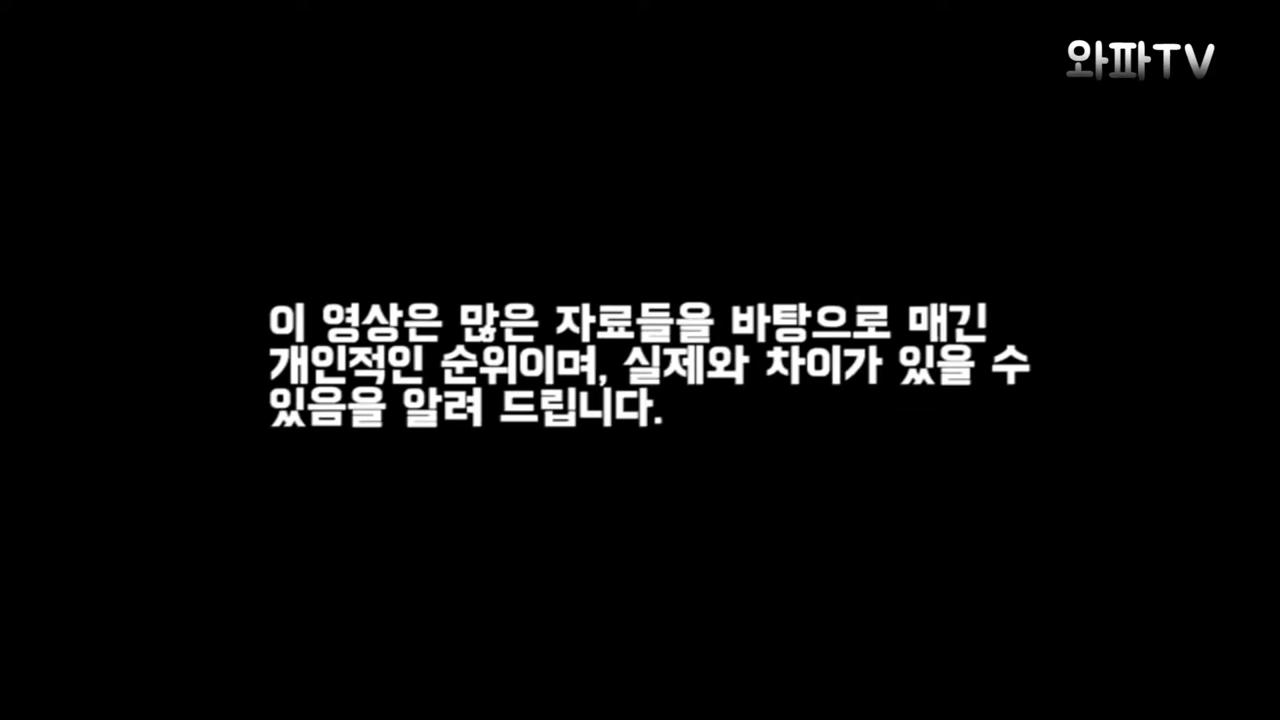 와파TV
이 영상은 많은 자료들을 바탕으로 매긴
개인적인 순위이며, 실제와 차이가 있을 수
있음을 알려 드립니다.